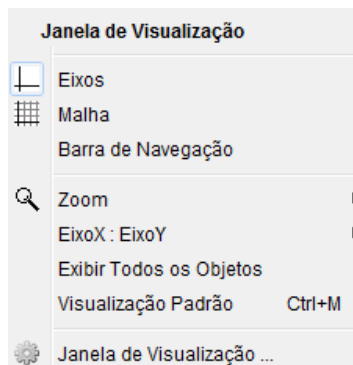 Janela de Visualização
Eixos
Malha
Barra de Navegação
Zoom
EixoX : EixoY
Exibir Todos os Objetos
Visualização Padrão Ctrl+M
Janela de Visualização ...